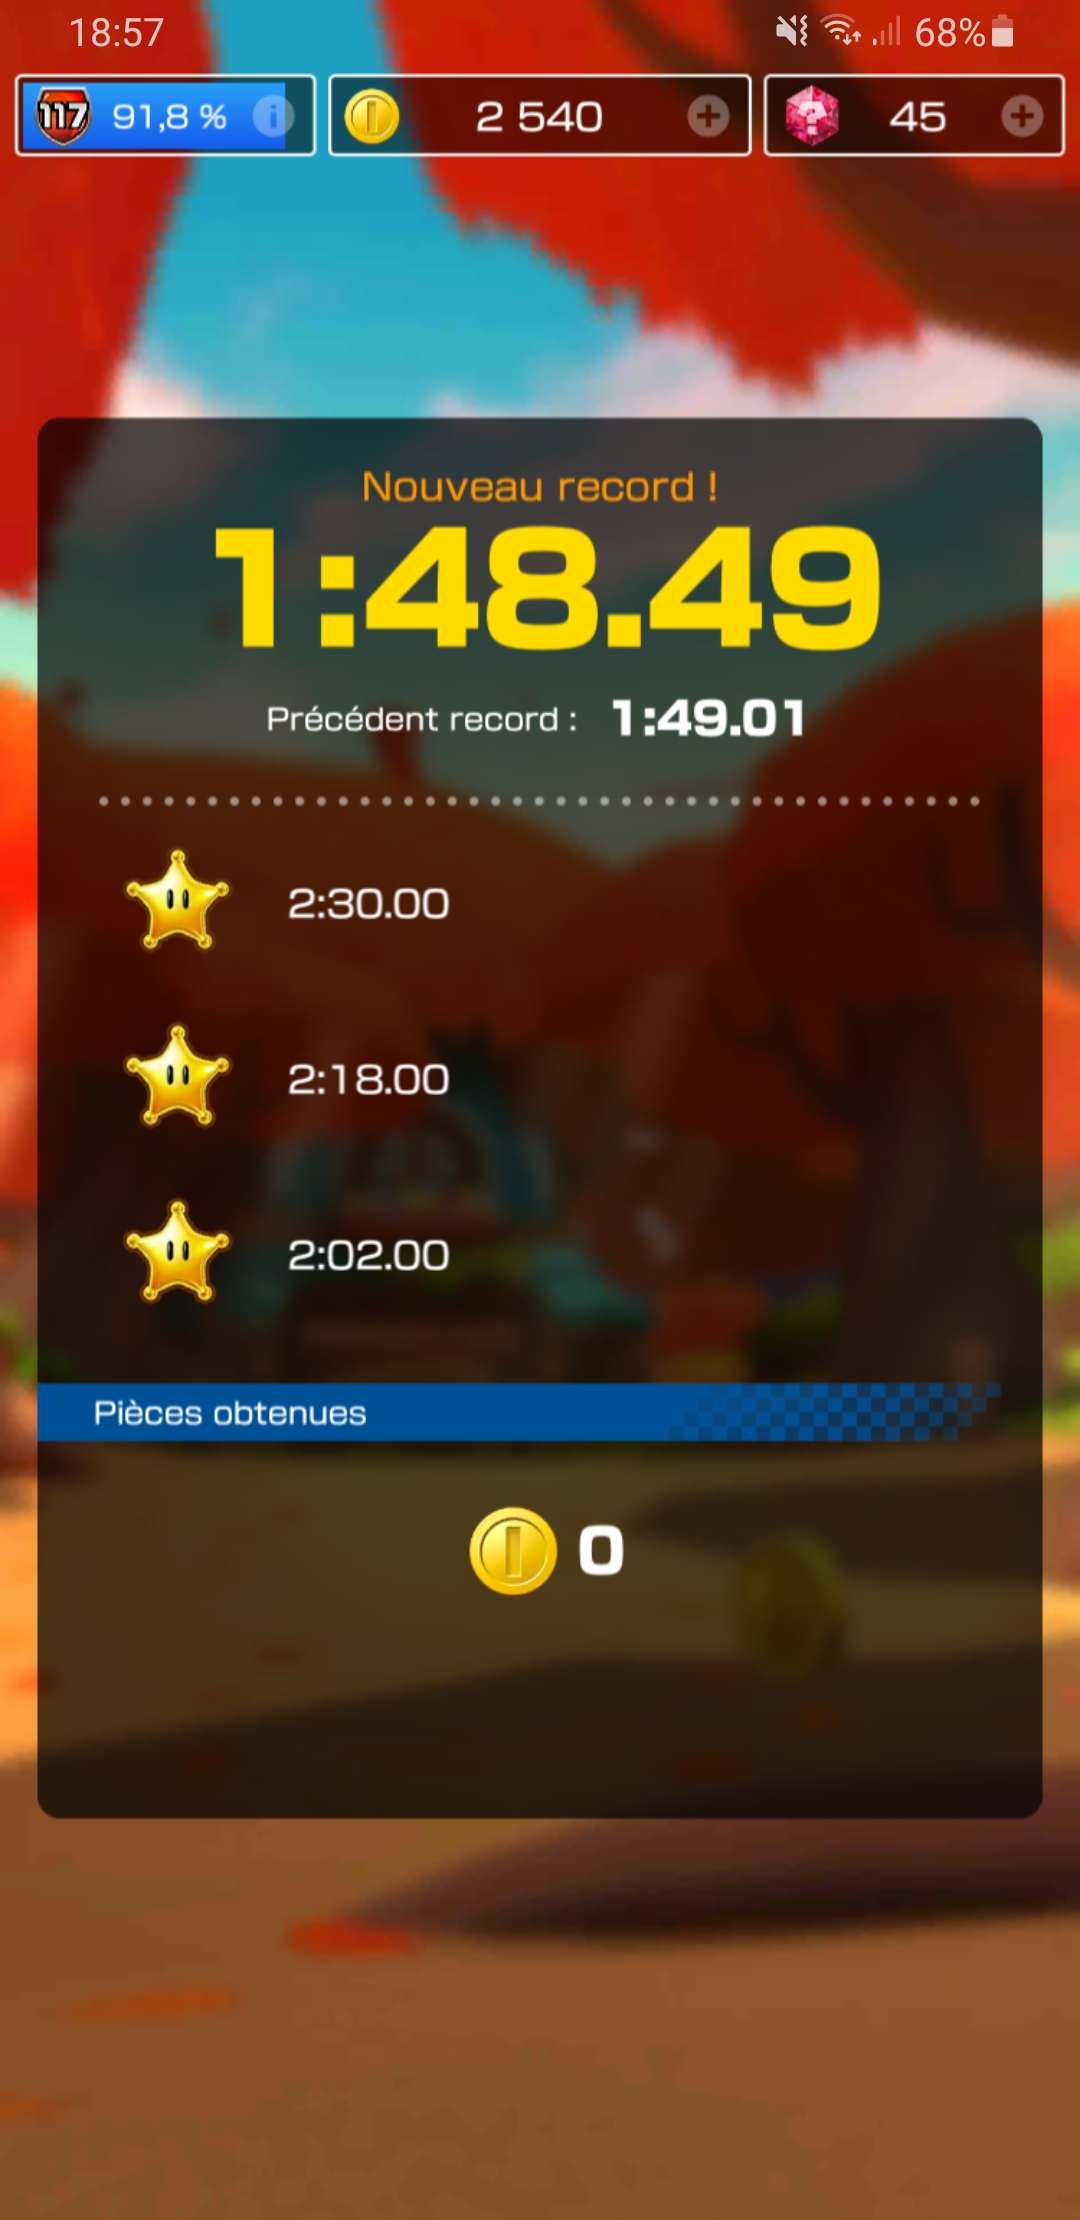 18:57 68%
117 91,8 % i 2 540 + 45 +
Nouveau record !
1:48.49
Précédent record : 1:49.01
2:30.00
2:18.00
2:02.00
Pièces obtenues
0